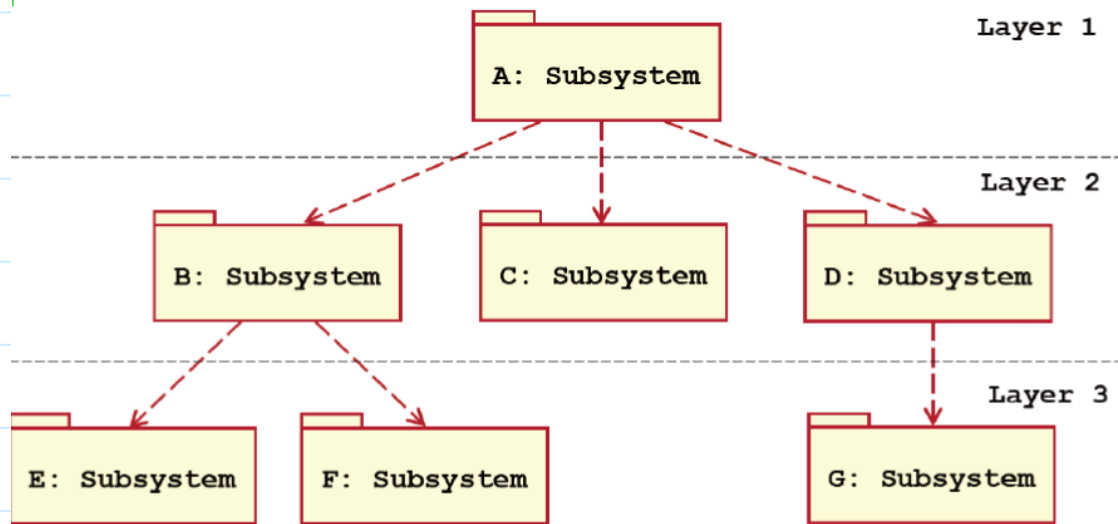 Layer 1
A: Subsystem
Layer 2
B: Subsystem
C: Subsystem
D: Subsystem
Layer 3
E: Subsystem
F: Subsystem
G: Subsystem